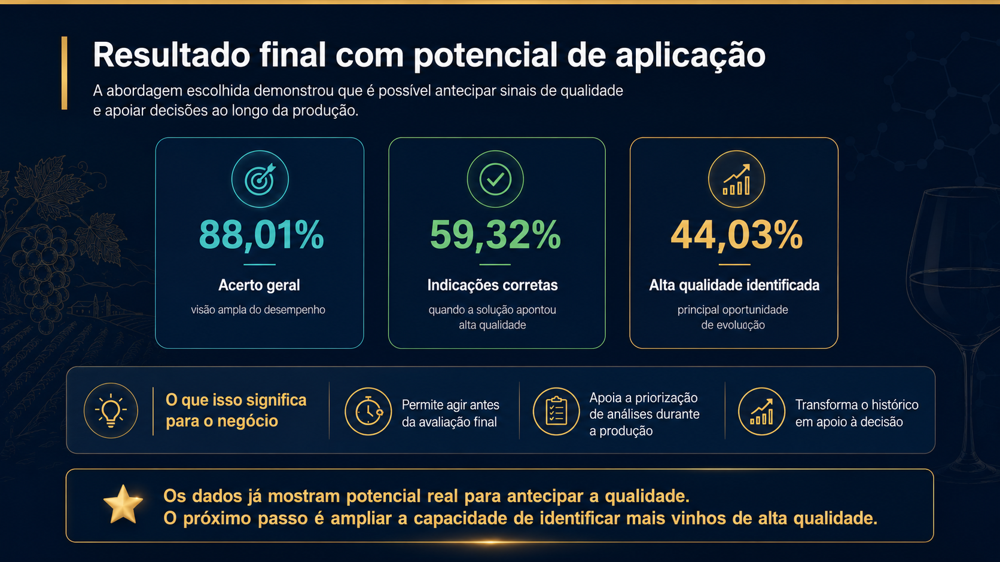 Resultado final com potencial de aplicação
A abordagem escolhida demonstrou que é possível antecipar sinais de qualidade
e apoiar decisões ao longo da produção.
88,01%
Acerto geral
visão ampla do desempenho
59,32%
Indicações corretas
quando a solução apontou
alta qualidade
44,03%
Alta qualidade identificada
principal oportunidade
de evolução
O que isso significa
para o negócio
Permite agir antes
da avaliação final
Apoia a priorização
de análises durante
a produção
Transforma o histórico
em apoio à decisão
Os dados já mostram potencial real para antecipar a qualidade.
O próximo passo é ampliar a capacidade de identificar mais vinhos de alta qualidade.